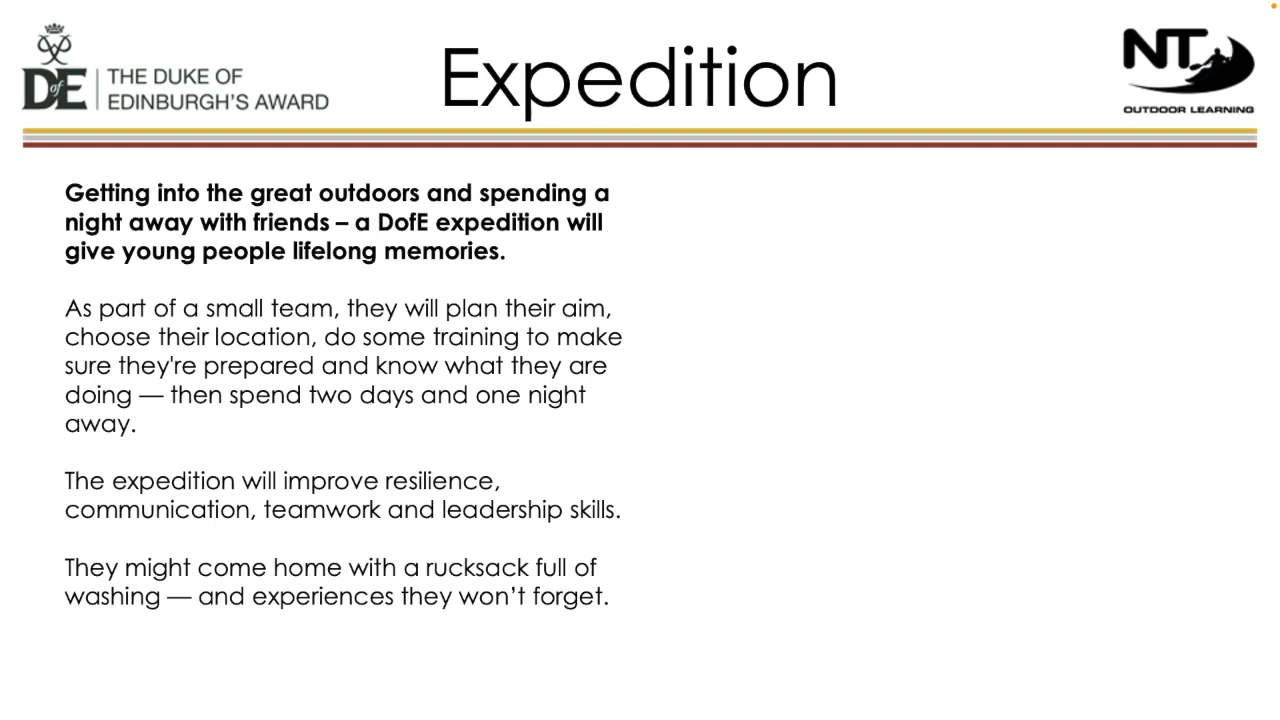 DofE
THE DUKE OF
EDINBURGH'S AWARD
Expedition
NT
OUTDOOR LEARNING
Getting into the great outdoors and spending a
night away with friends – a DofE expedition will
give young people lifelong memories.
As part of a small team, they will plan their aim,
choose their location, do some training to make
sure they're prepared and know what they are
doing — then spend two days and one night
away.
The expedition will improve resilience,
communication, teamwork and leadership skills.
They might come home with a rucksack full of
washing — and experiences they won’t forget.